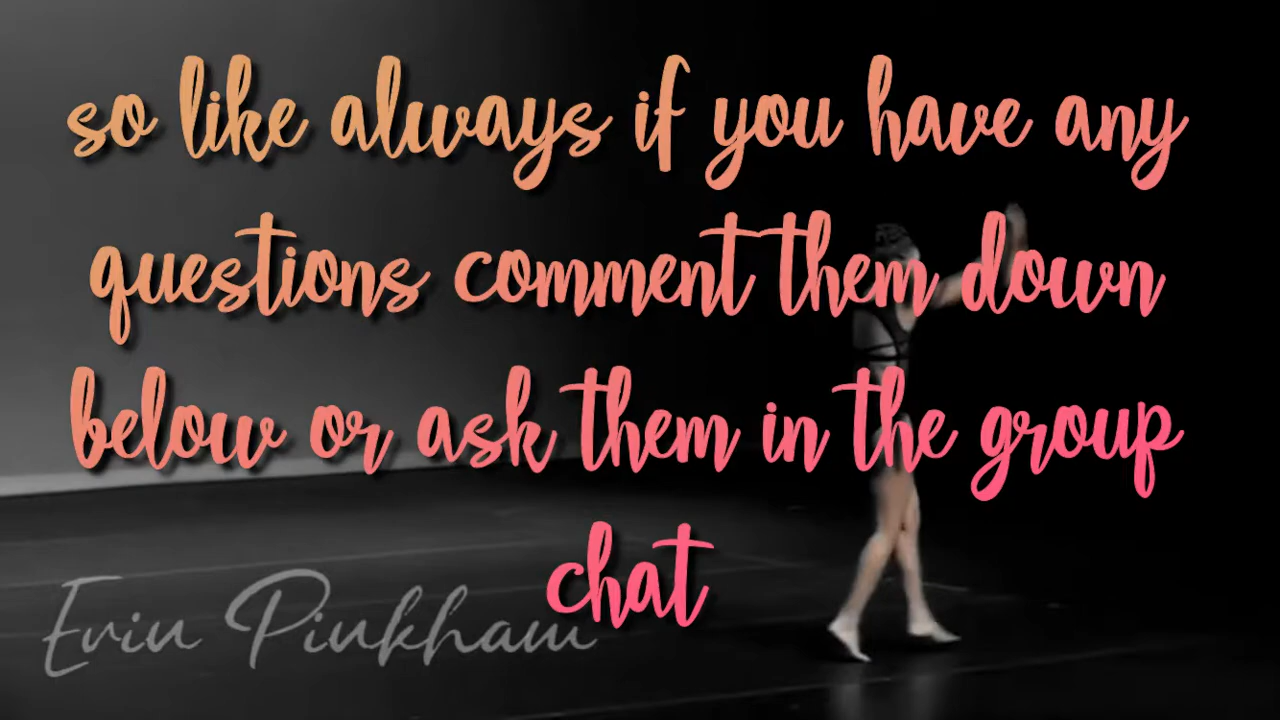 so like always if you have any
questions comment them down
below or ask them in the group
chat
Erin Pinkham